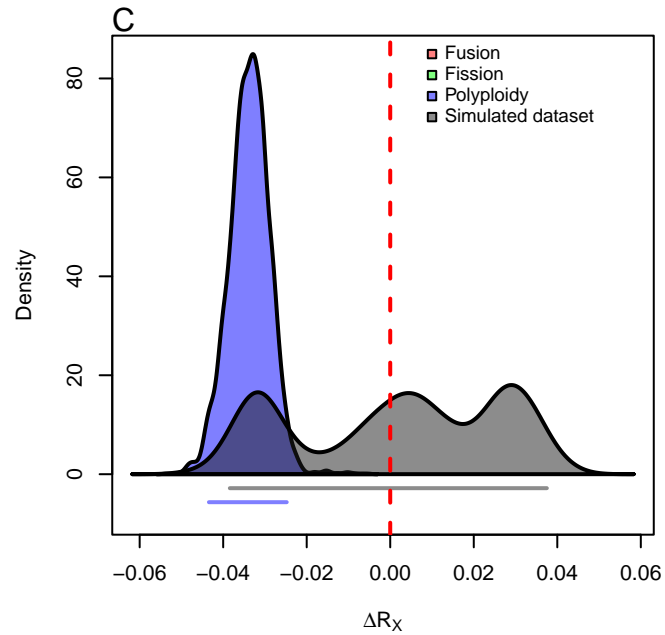 C
Fusion
Fission
Polyploidy
Simulated dataset
80
60
40
20
0
Density
−0.06 −0.04 −0.02 0.00 0.02 0.04 0.06
ΔRX